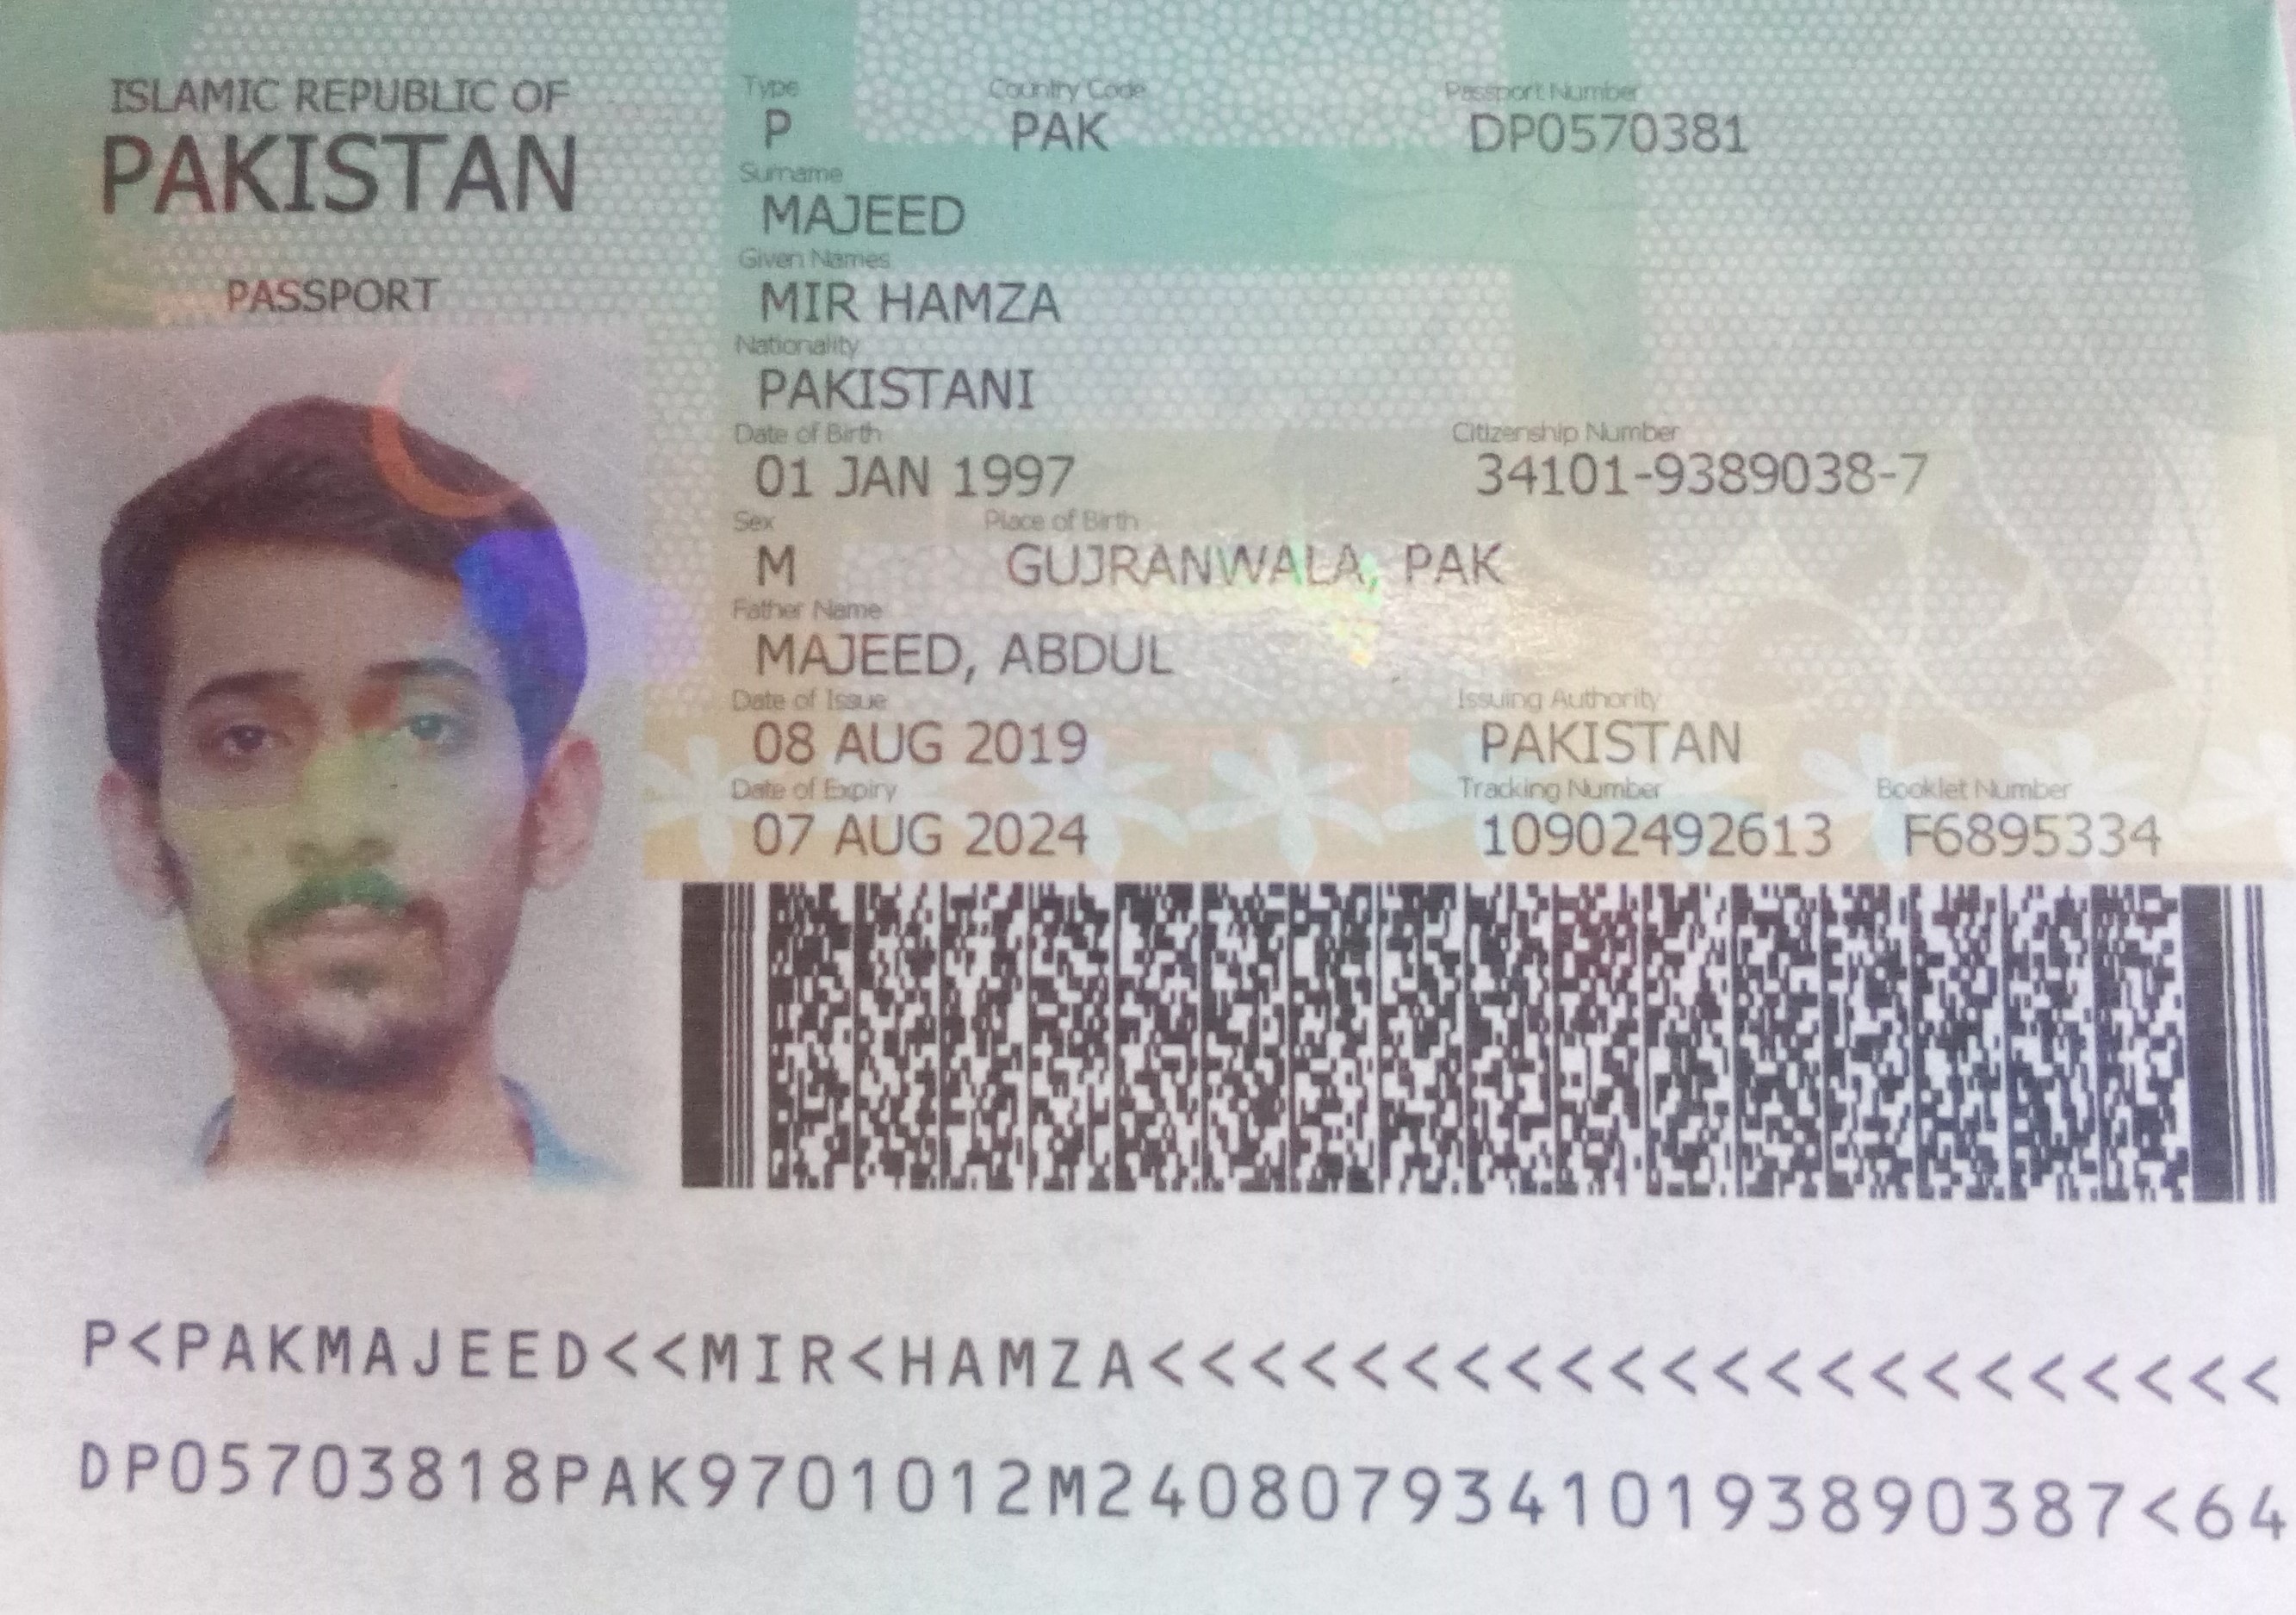 ISLAMIC REPUBLIC OF
PAKISTAN
PASSPORT
Type Country Code Passport Number
P PAK DP0570381
Surname
MAJEED
Given Names
MIR HAMZA
Nationality
PAKISTANI
Date of Birth Citizenship Number
01 JAN 1997 34101-9389038-7
Sex Place of Birth
M GUJRANWALA, PAK
Father Name
MAJEED, ABDUL
Date of Issue Issuing Authority
08 AUG 2019 PAKISTAN
Date of Expiry Tracking Number Booklet Number
07 AUG 2024 10902492613 F6895334
P<PAKMAJEED<<MIR<HAMZA<<<<<<<<<<<<<<<<<<<<<<
DP05703818PAK9701012M2408079341019389​0387<64